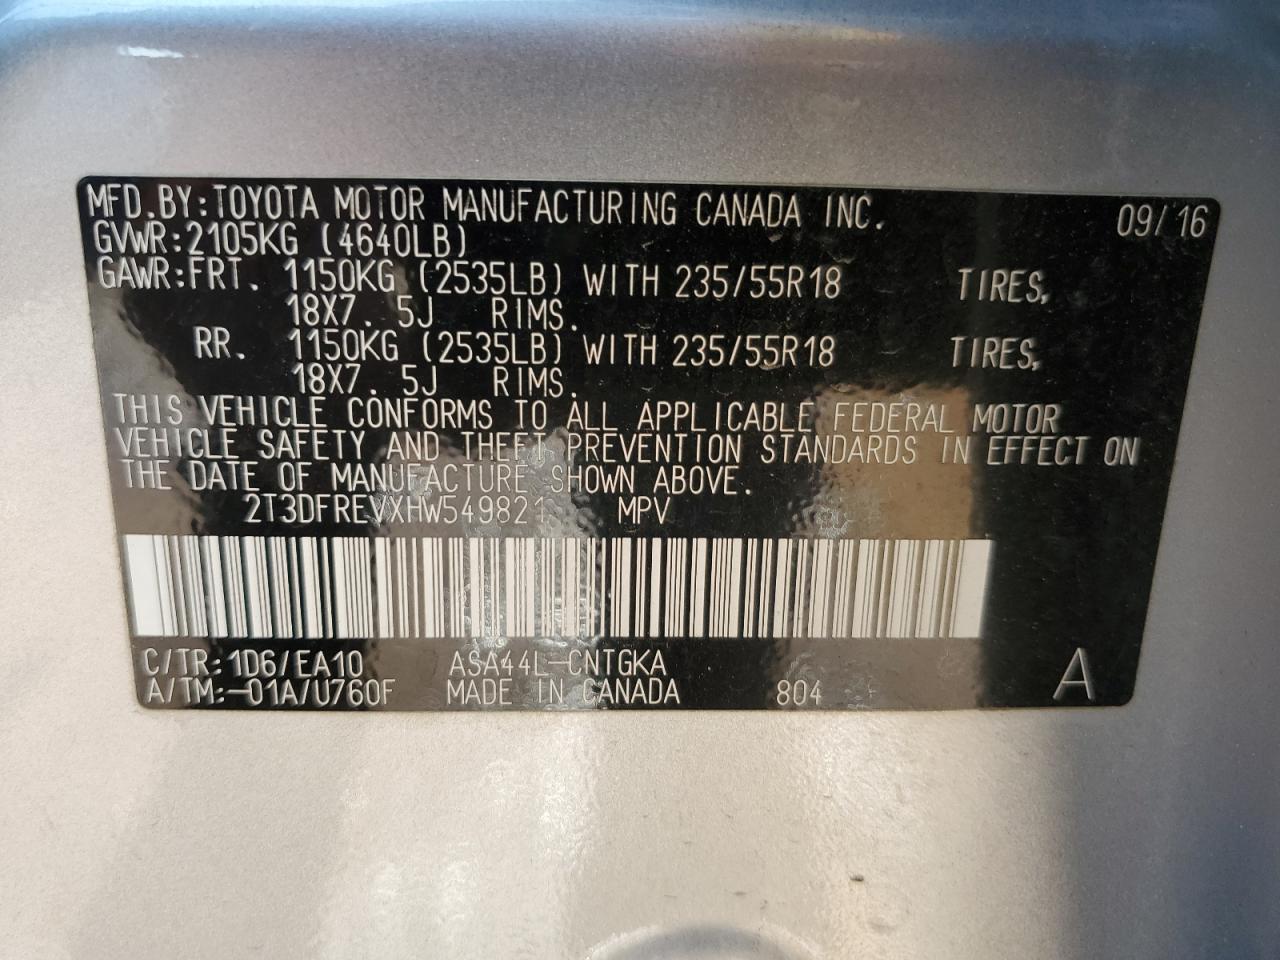 MFD.BY:TOYOTA MOTOR MANUFACTURING CANADA INC. 09/16
GVWR:2105KG (4640LB)
GAWR:FRT. 1150KG (2535LB) WITH 235/55R18 TIRES,
18X7. 5J RIMS.
RR. 1150KG (2535LB) WITH 235/55R18 TIRES,
18X7. 5J RIMS.
THIS VEHICLE CONFORMS TO ALL APPLICABLE FEDERAL MOTOR
VEHICLE SAFETY AND THEFT PREVENTION STANDARDS IN EFFECT ON
THE DATE OF MANUFACTURE SHOWN ABOVE.
2T3DFREVXHW549821 MPV
C/TR:1D6/EA10 ASA44L-CNTGKA A
A/TM:-01A/U760F MADE IN CANADA 804